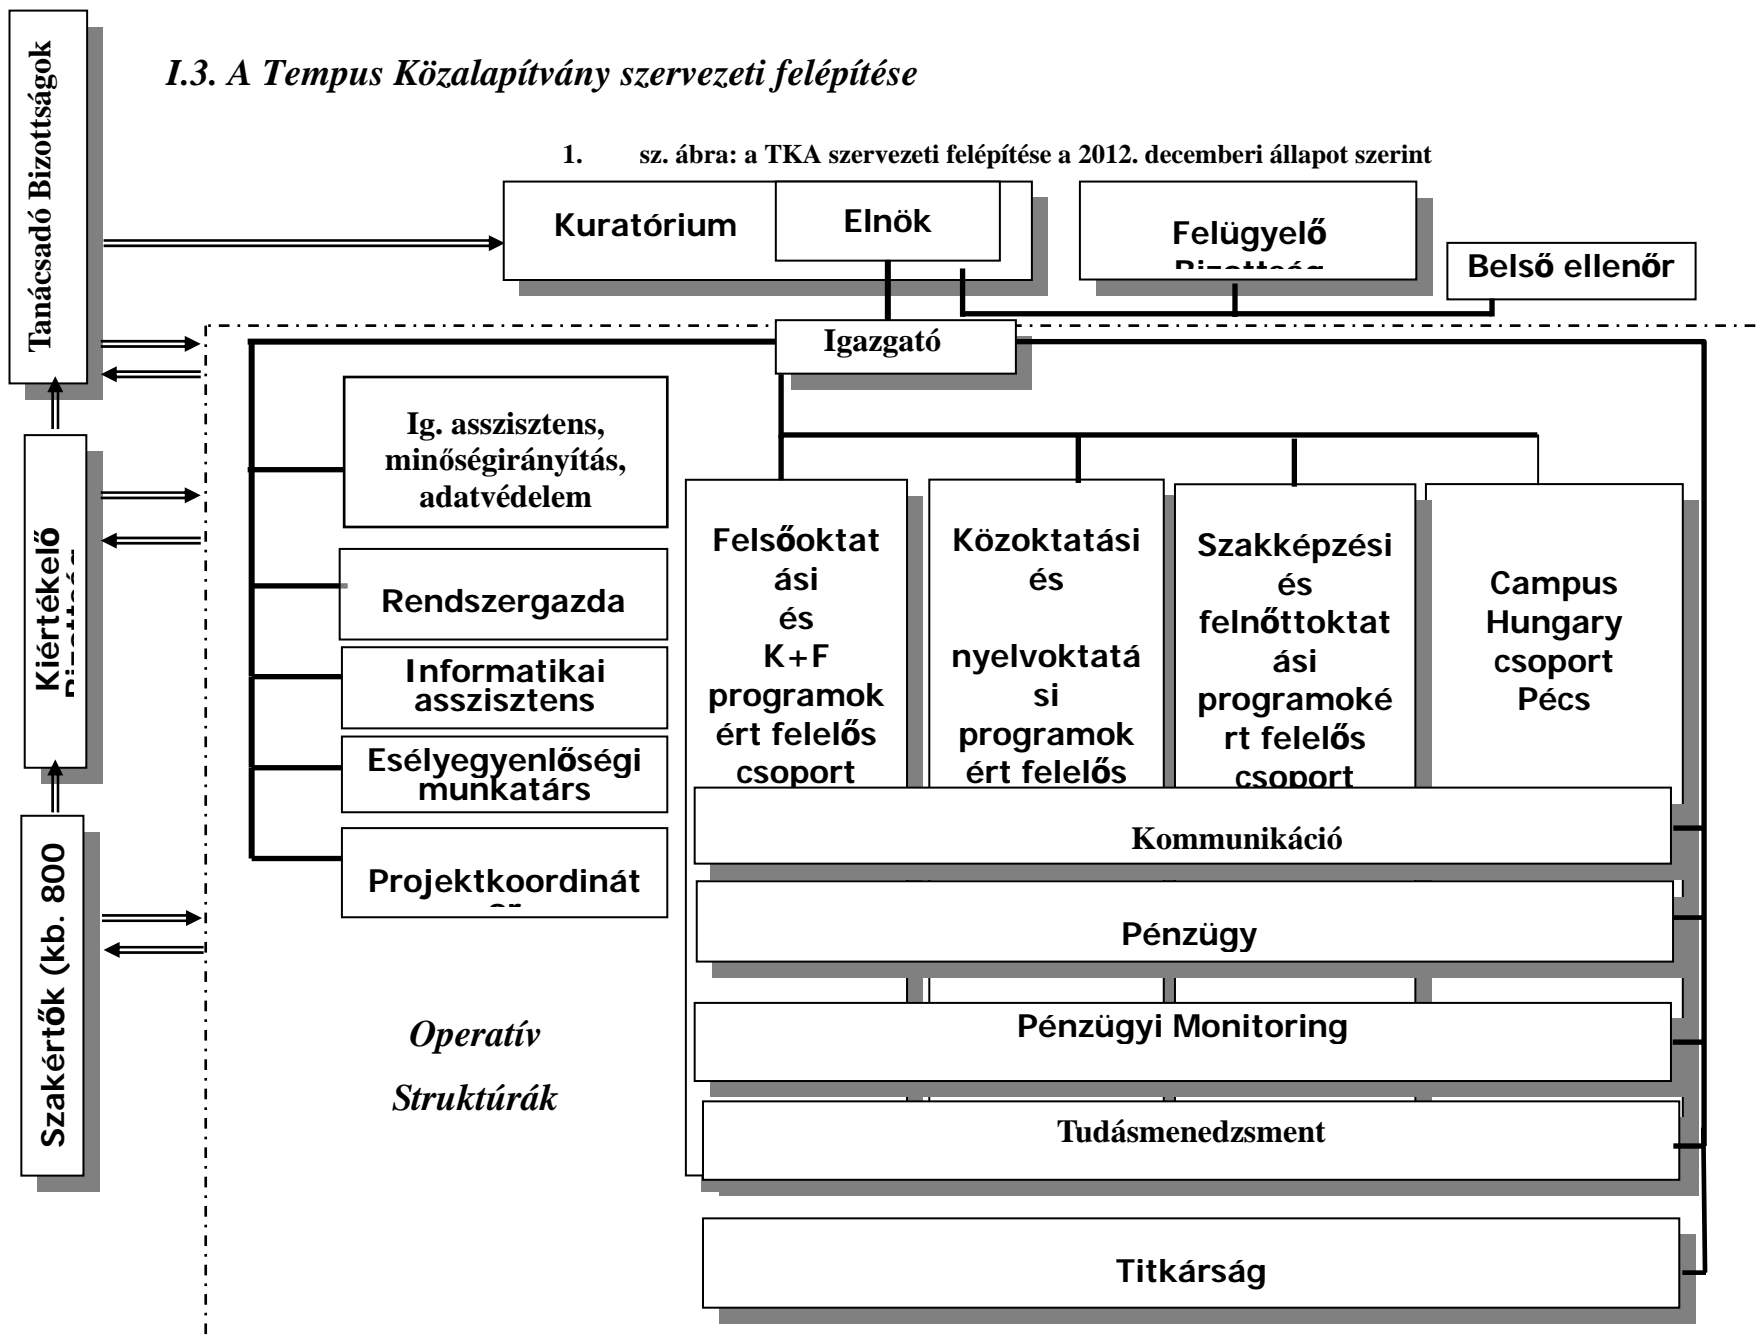 Tanácsadó Bizottságok
I.3. A Tempus Közalapítvány szervezeti felépítése
1. sz. ábra: a TKA szervezeti felépítése a 2012. decemberi állapot szerint
Kuratórium
Elnök
Felügyelő
Belső ellenőr
Igazgató
Ig. asszisztens,
minőségirányítás,
adatvédelem
Rendszergazda
Informatikai
asszisztens
Esélyegyenlőségi
munkatárs
Projektkoordinát
Felsőoktat
ási
és
K+F
programok
ért felelős
csoport
Közoktatási
és
nyelvoktatá
si
programok
ért felelős
Szakképzési
és
felnőttoktat
ási
programoké
rt felelős
csoport
Campus
Hungary
csoport
Pécs
Kiértékelő
Szakértők (kb. 800
Kommunikáció
Pénzügy
Pénzügyi Monitoring
Tudásmenedzsment
Titkárság
Operatív
Struktúrák